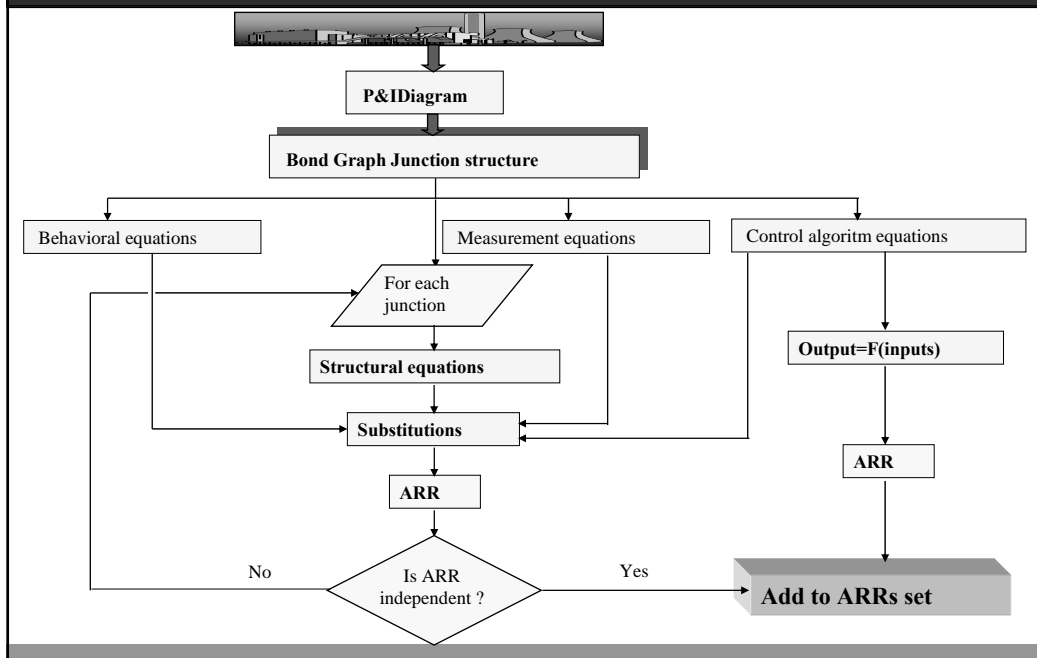 P&IDiagram
Bond Graph Junction structure
Behavioral equations
Measurement equations
Control algoritm equations
For each
junction
Structural equations
Output=F(inputs)
Substitutions
ARR
ARR
No
Is ARR
independent ?
Yes
Add to ARRs set